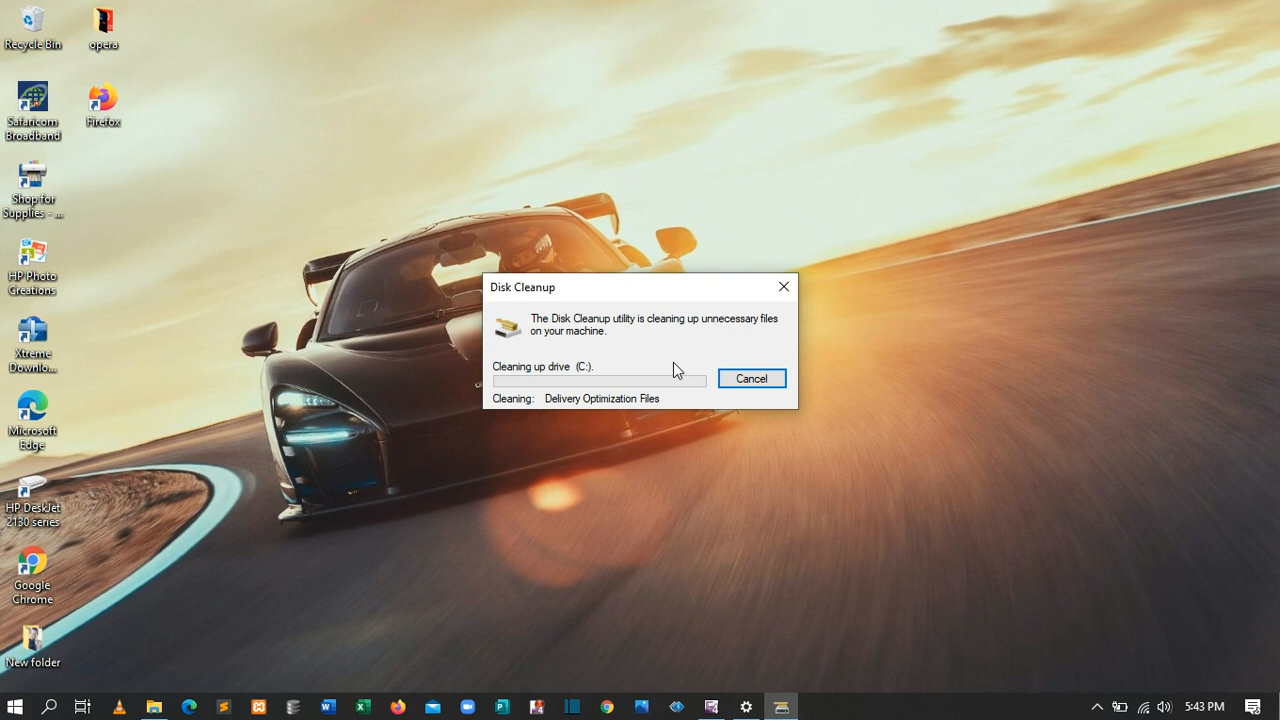 Recycle Bin
opera
Safaricom
Broadband
Firefox
Shop for
Supplies - ...
HP Photo
Creations
Xtreme
Downlo...
Microsoft
Edge
HP DeskJet
2130 series
Google
Chrome
New folder
Disk Cleanup
The Disk Cleanup utility is cleaning up unnecessary files
on your machine.
Cleaning up drive (C:).
Cancel
Cleaning: Delivery Optimization Files
5:43 PM